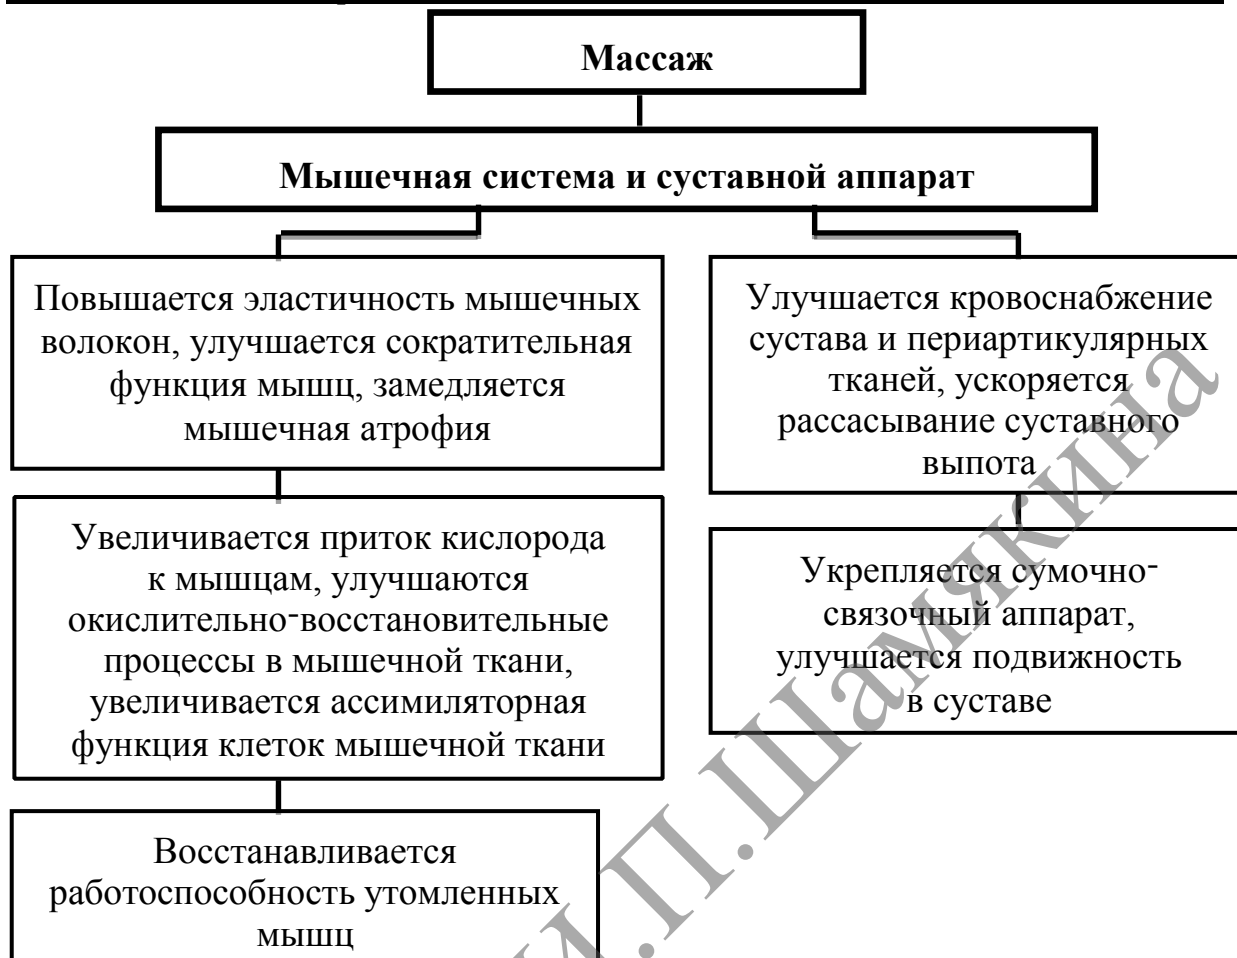 Массаж
Мышечная система и суставной аппарат
Повышается эластичность мышечных
волокон, улучшается сократительная
функция мышц, замедляется
мышечная атрофия
Увеличивается приток кислорода
к мышцам, улучшаются
окислительно-восстановительные
процессы в мышечной ткани,
увеличивается ассимиляторная
функция клеток мышечной ткани
Восстанавливается
работоспособность утомленных
мышц
Улучшается кровоснабжение
сустава и периартикулярных
тканей, ускоряется
рассасывание суставного
выпота
Укрепляется сумочно-
связочный аппарат,
улучшается подвижность
в суставе
И.П.Шамякина